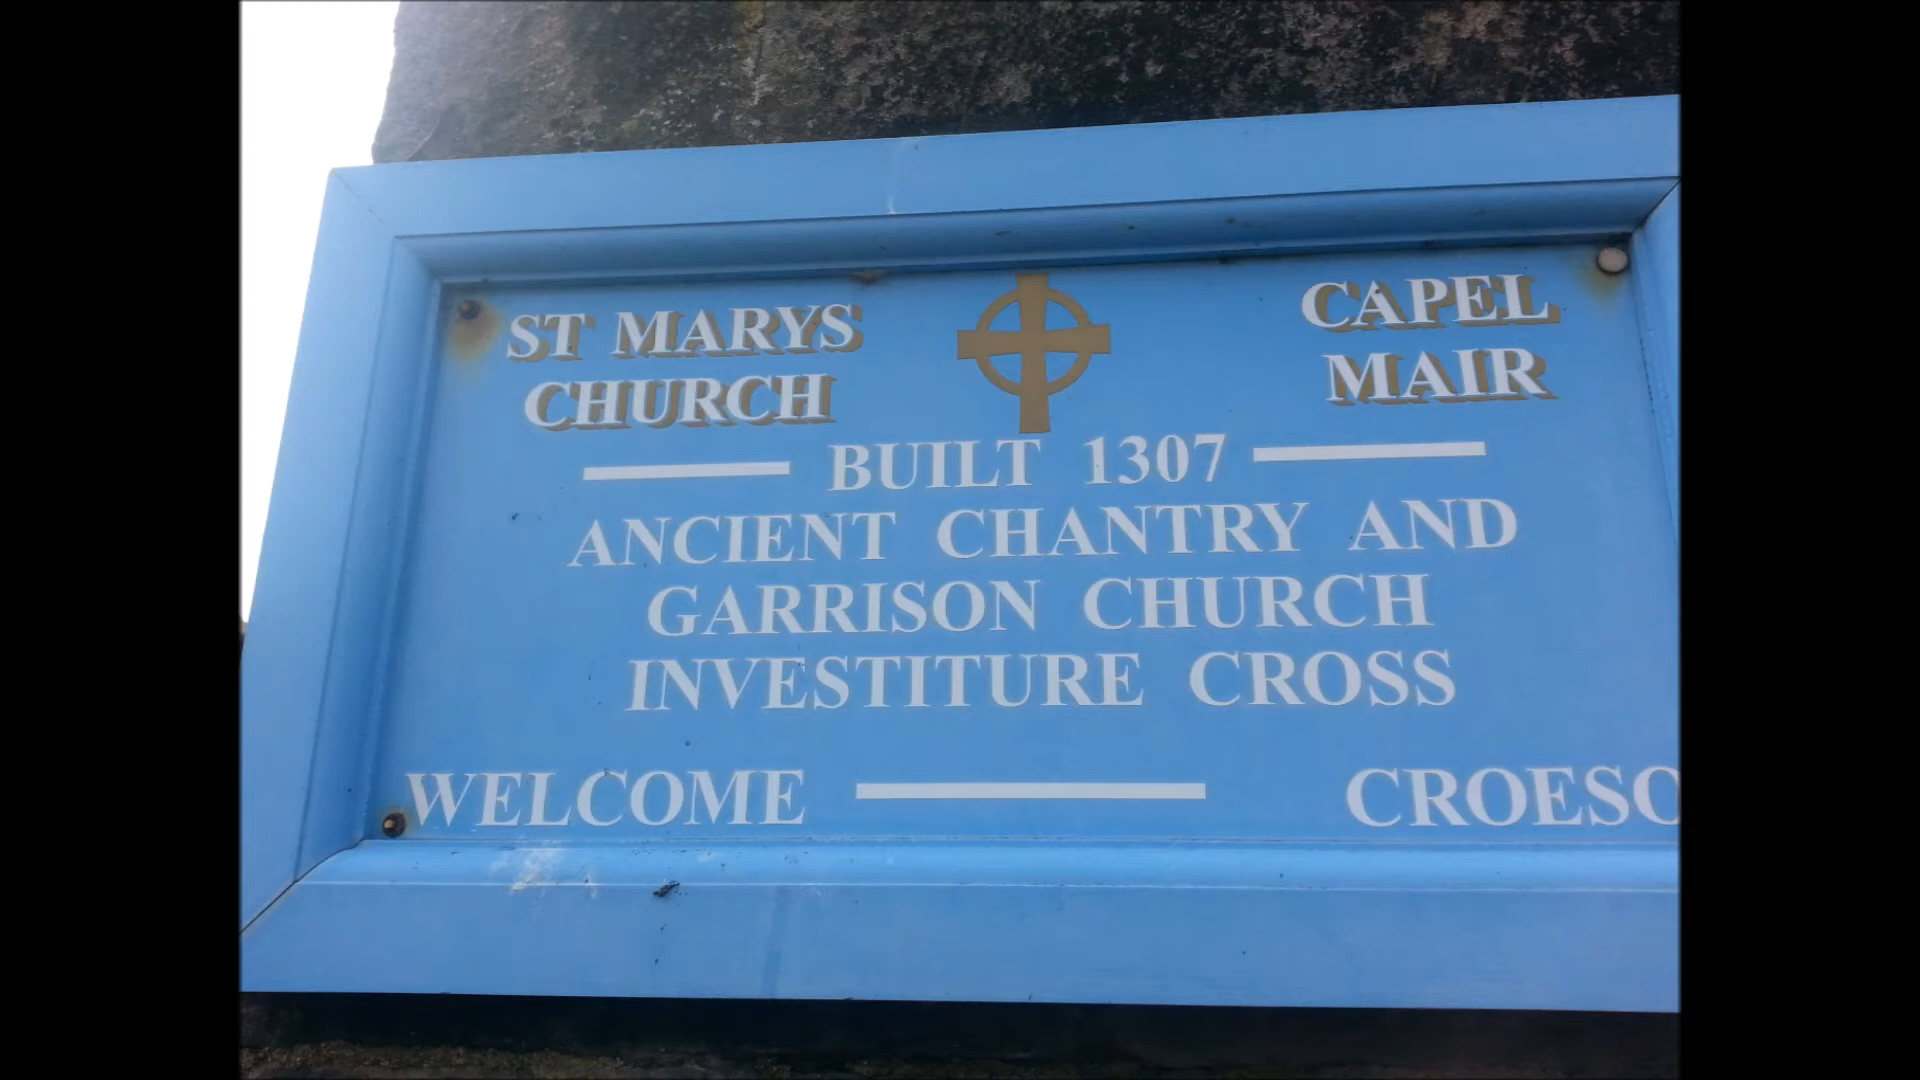 ST MARYS CAPEL
CHURCH MAIR
BUILT 1307
ANCIENT CHANTRY AND
GARRISON CHURCH
INVESTITURE CROSS
WELCOME CROESO